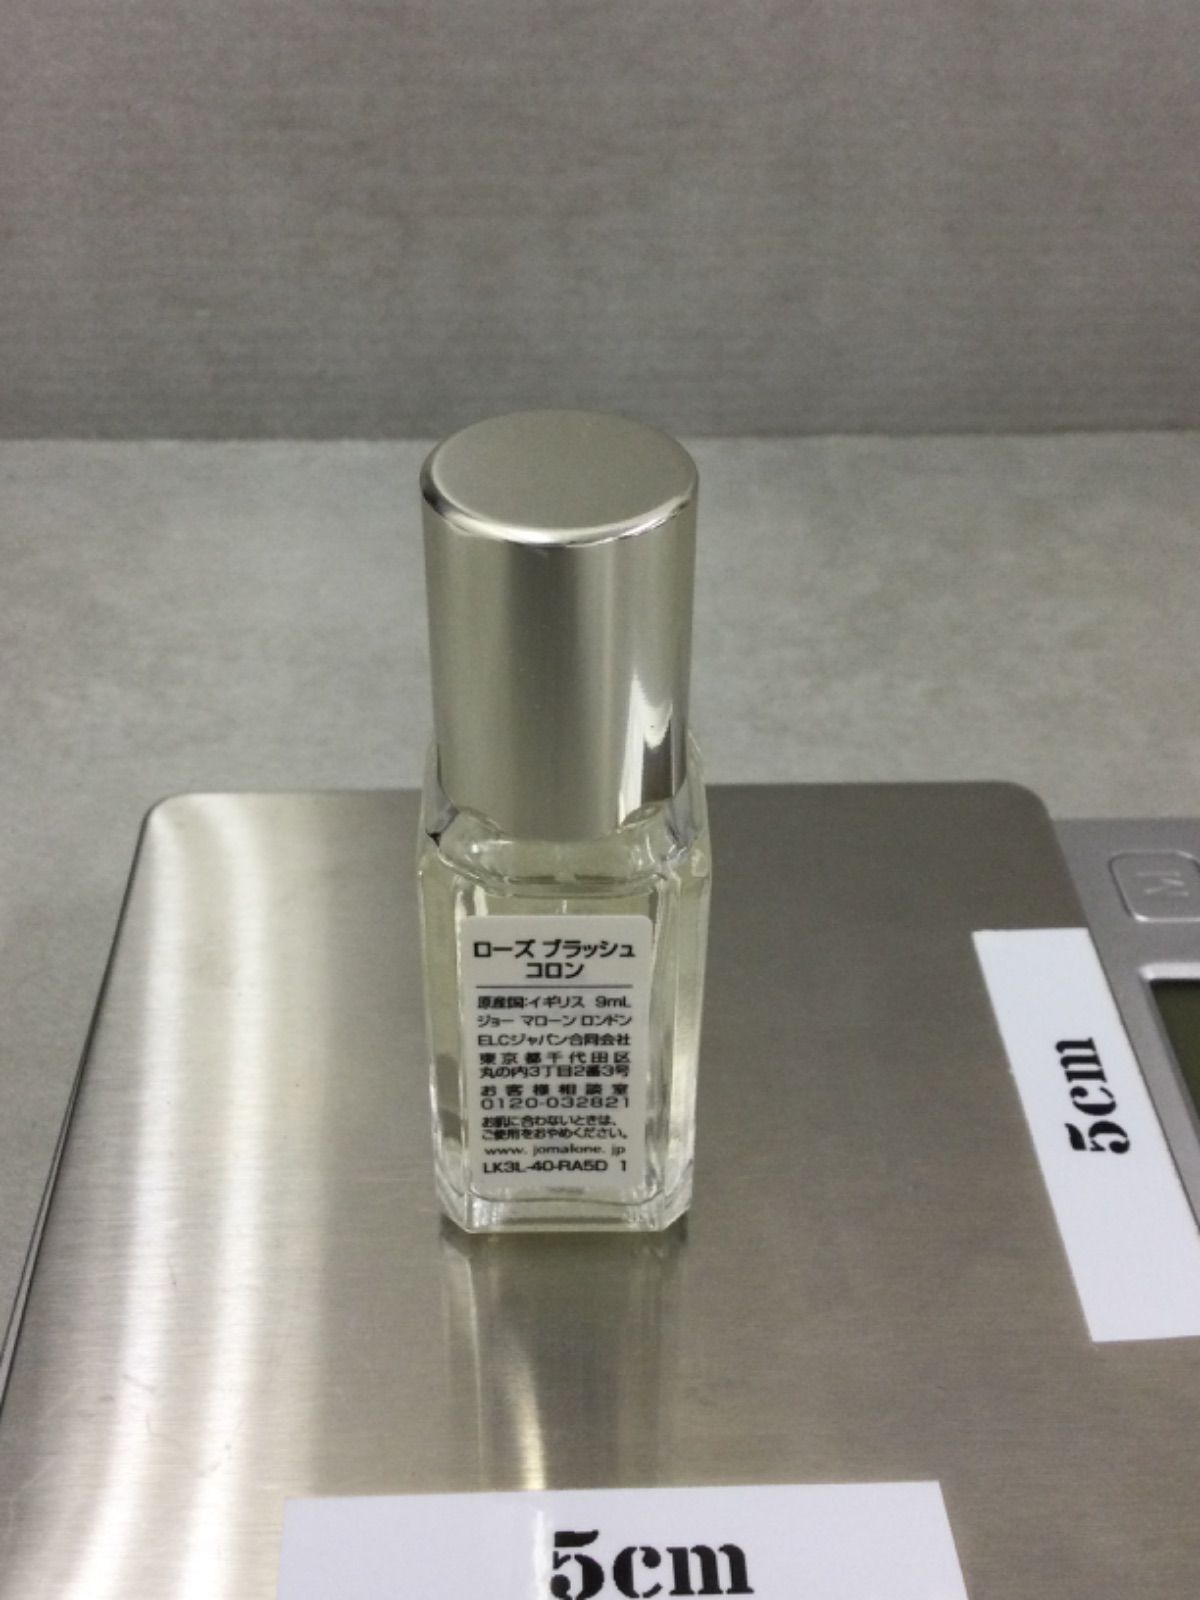 ローズ ブラッシュ
コロン
原産国:イギリス 9mL
ジョー マローン ロンドン
ELCジャパン合同会社
東京都千代田区
丸の内3丁目2番3号
お客様相談室
0120-032821
お肌に合わないときは、
ご使用をおやめください。
www. jomalone. jp
LK3L-40-RA5D 1
5cm
5cm